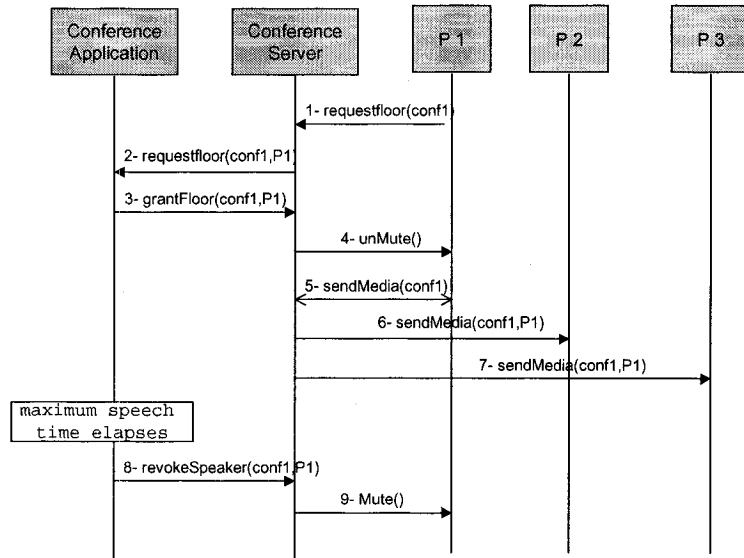 Conference
Application
Conference
Server
P 1
P 2
P 3
1- requestfloor(conf1)
2- requestfloor(conf1,P1)
3- grantFloor(conf1,P1)
4- unMute()
5- sendMedia(conf1)
6- sendMedia(conf1,P1)
7- sendMedia(conf1,P1)
maximum speech
time elapses
8- revokeSpeaker(conf1,P1)
9- Mute()